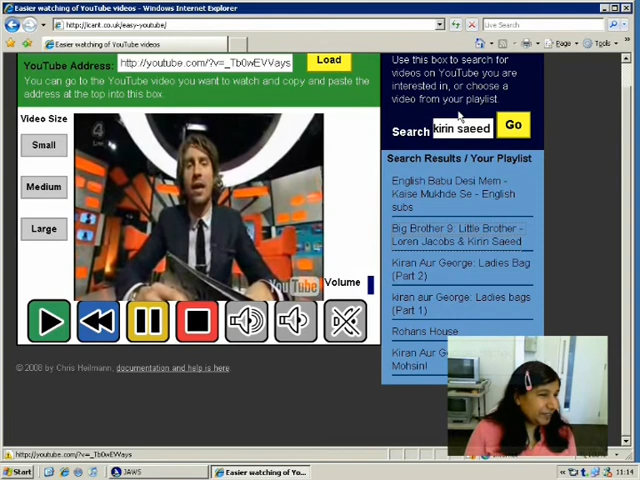 Easier watching of YouTube videos - Windows Internet Explorer
http://icant.co.uk/easy-youtube/
Live Search
Easier watching of YouTube videos
Page
Tools
YouTube Address:
http://youtube.com/?v=_Tb0wEVVays
Load
You can go to the YouTube video you want to watch and copy and paste the
address at the top into this box.
Use this box to search for
videos on YouTube you are
interested in, or choose a
video from your playlist.
Search
kirin saeed
Go
Video Size
Small
Medium
Large
4
Live
YouTube
Volume
Search Results / Your Playlist
English Babu Desi Mem -
Kaise Mukhde Se - English
subs
Big Brother 9: Little Brother -
Loren Jacobs & Kirin Saeed
Kiran Aur George: Ladies Bag
(Part 2)
kiran aur George: Ladies bags
(Part 1)
Rohans House
Kiran Aur G
Mohsin!
© 2008 by Chris Heilmann, documentation and help is here.
http://youtube.com/?v=_Tb0wEVVays
Start
JAWS
Easier watching of Yo...
11:14